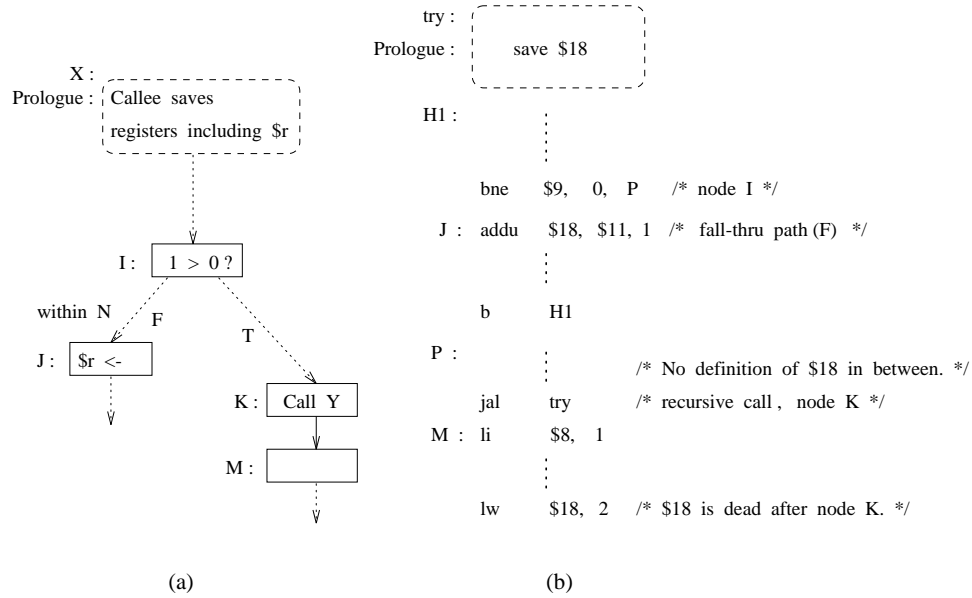 X :
Prologue : Callee saves
registers including $r
I : 1 > 0 ?
within N
F
T
J : $r <-
K : Call Y
M :
(a)
try :
Prologue : save $18
H1 :
bne $9, 0, P /* node I */
J : addu $18, $11, 1 /* fall-thru path (F) */
b H1
P :
/* No definition of $18 in between. */
jal try /* recursive call , node K */
M : li $8, 1
lw $18, 2 /* $18 is dead after node K. */
(b)